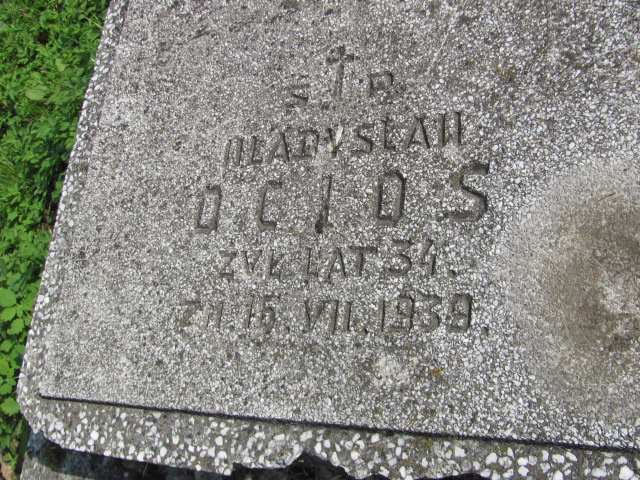 S † P
WŁADYSŁAW
OCIOS
ŻYŁ LAT 34.
ZM. 15. VII. 1939.